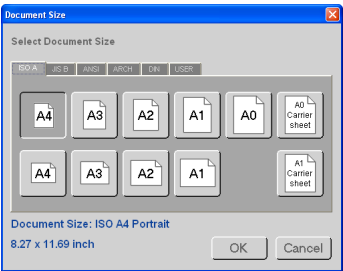 Document Size
Select Document Size
ISO A JIS B ANSI ARCH DIN USER
A4 A3 A2 A1 A0 A0 Carrier sheet
A4 A3 A2 A1 A1 Carrier sheet
Document Size: ISO A4 Portrait
8.27 x 11.69 inch
OK Cancel